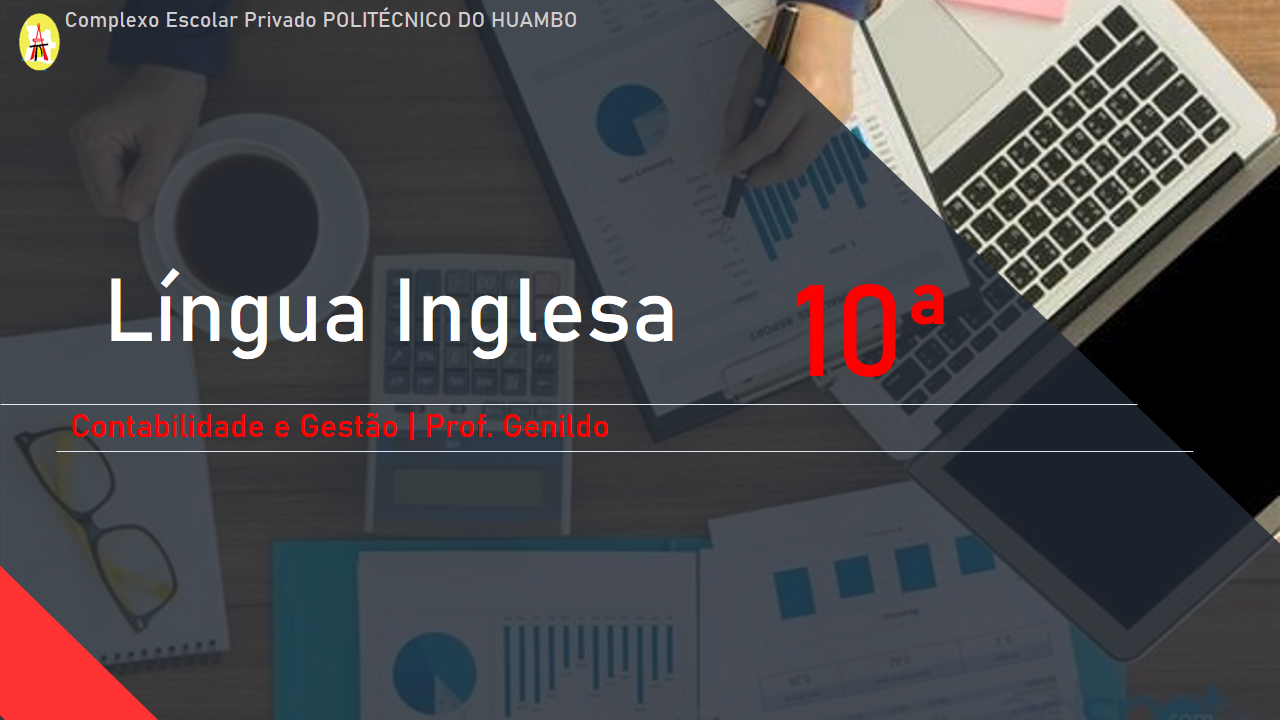 Complexo Escolar Privado POLITÉCNICO DO HUAMBO
Língua Inglesa
10ª
Contabilidade e Gestão | Prof. Genildo